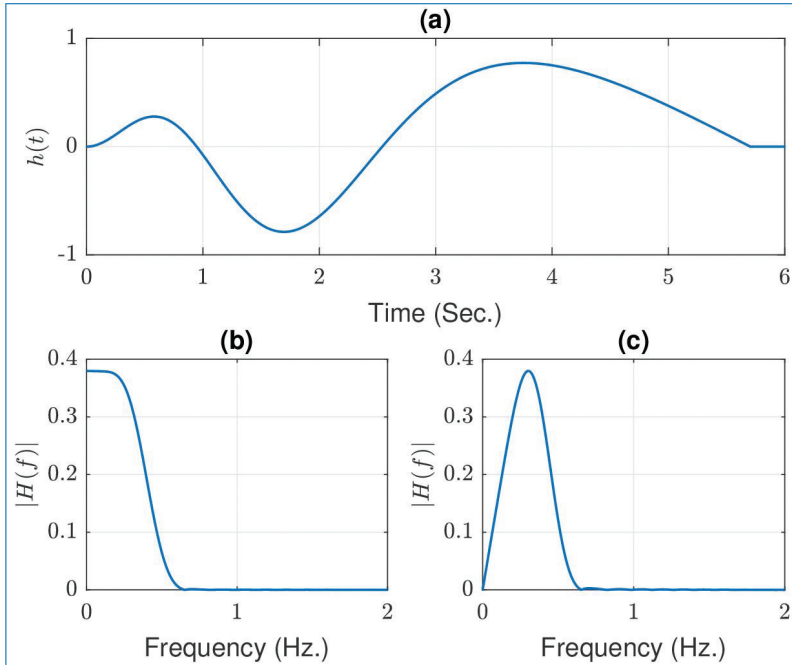 (a)
1
0
-1
h(t)
0 1 2 3 4 5 6
Time (Sec.)
(b)
0.4
0.3
0.2
0.1
0
|H(f)|
0 1 2
Frequency (Hz.)
(c)
0.4
0.3
0.2
0.1
0
|H(f)|
0 1 2
Frequency (Hz.)